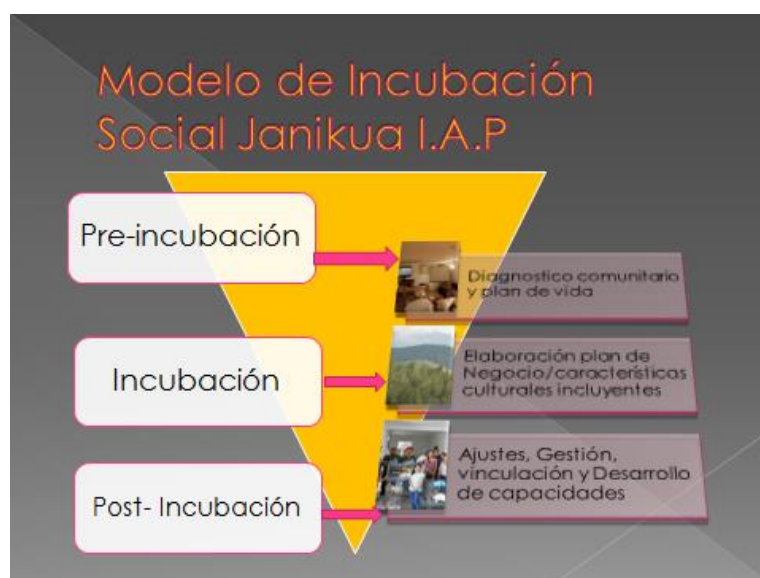 Modelo de Incubación
Social Janikua I.A.P
Pre-incubación
Diagnostico comunitario
y plan de vida
Incubación
Elaboración plan de
Negocio/características
culturales incluyentes
Post- Incubación
Ajustes, Gestión,
vinculación y Desarrollo
de capacidades